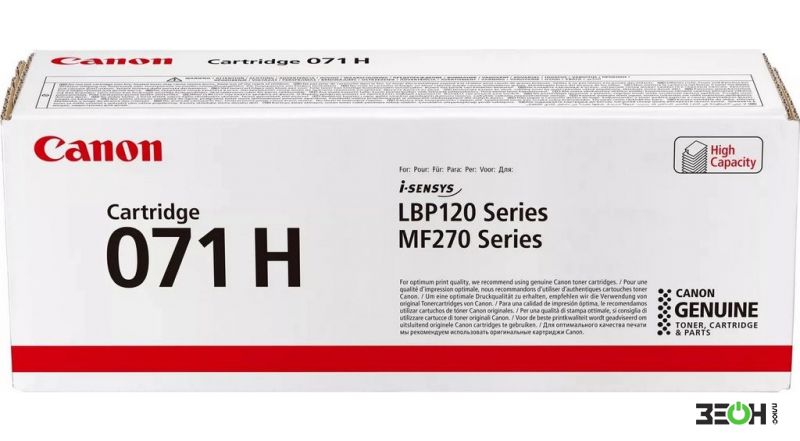 Canon
Cartridge 071 H
Canon
High
Capacity
For: Pour: Für: Para: Per: Voor: Для:
i-SENSYS
Cartridge
071 H
LBP120 Series
MF270 Series
For optimum print quality, we recommend using genuine Canon toner cartridges. / Pour une
qualité d'impression optimale, nous recommandons d'utiliser d'authentiques cartouches toner
Canon. / Um eine optimale Druckqualität zu erhalten, empfehlen wir die Verwendung von
original Tonercartridges von Canon. / Para una calidad de impresión óptima, le recomendamos
utilizar cartuchos de tóner Canon originales. / Per una qualità di stampa ottimale, si consiglia di
utilizzare cartucce di toner originali Canon. / Voor de beste printkwaliteit wordt geadviseerd om
uitsluitend originele Canon cartridges te gebruiken. / Для оптимального качества печати
мы рекомендуем использовать оригинальные картриджи Canon.
CANON
GENUINE
TONER, CARTRIDGE
& PARTS
ЗЕОН
плюс